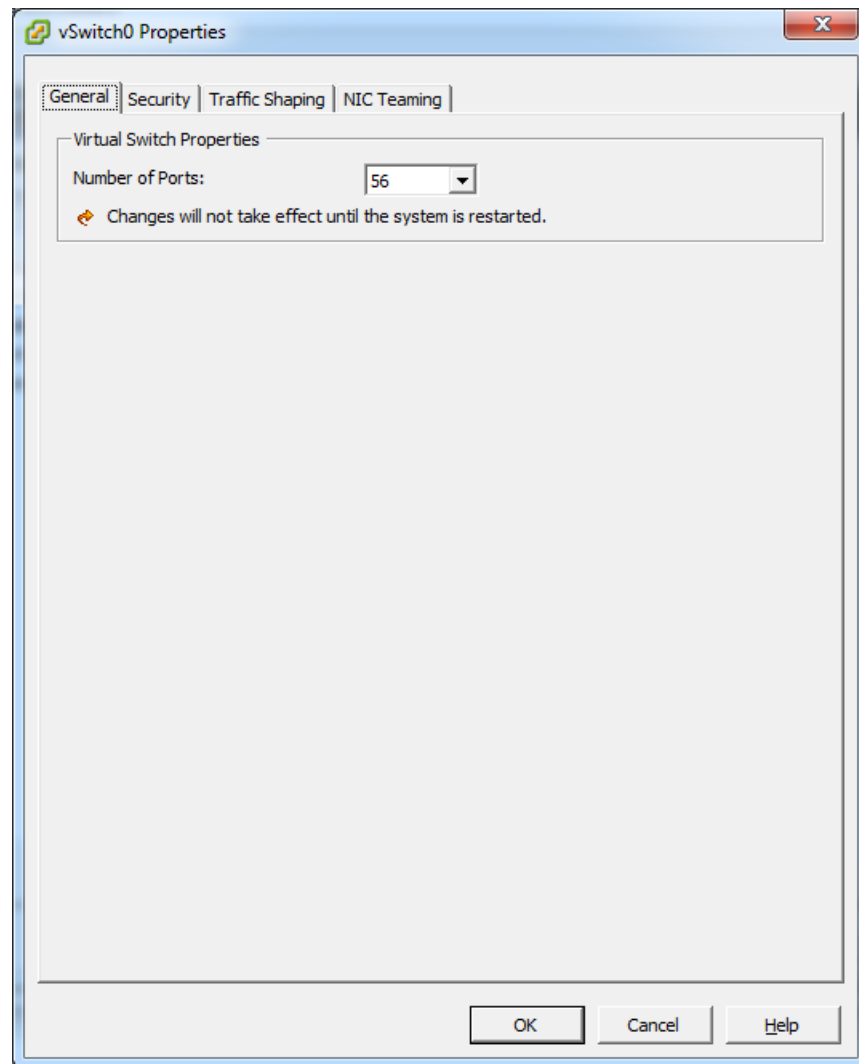 vSwitch0 Properties
General Security Traffic Shaping NIC Teaming
Virtual Switch Properties
Number of Ports: 56
Changes will not take effect until the system is restarted.
OK Cancel Help